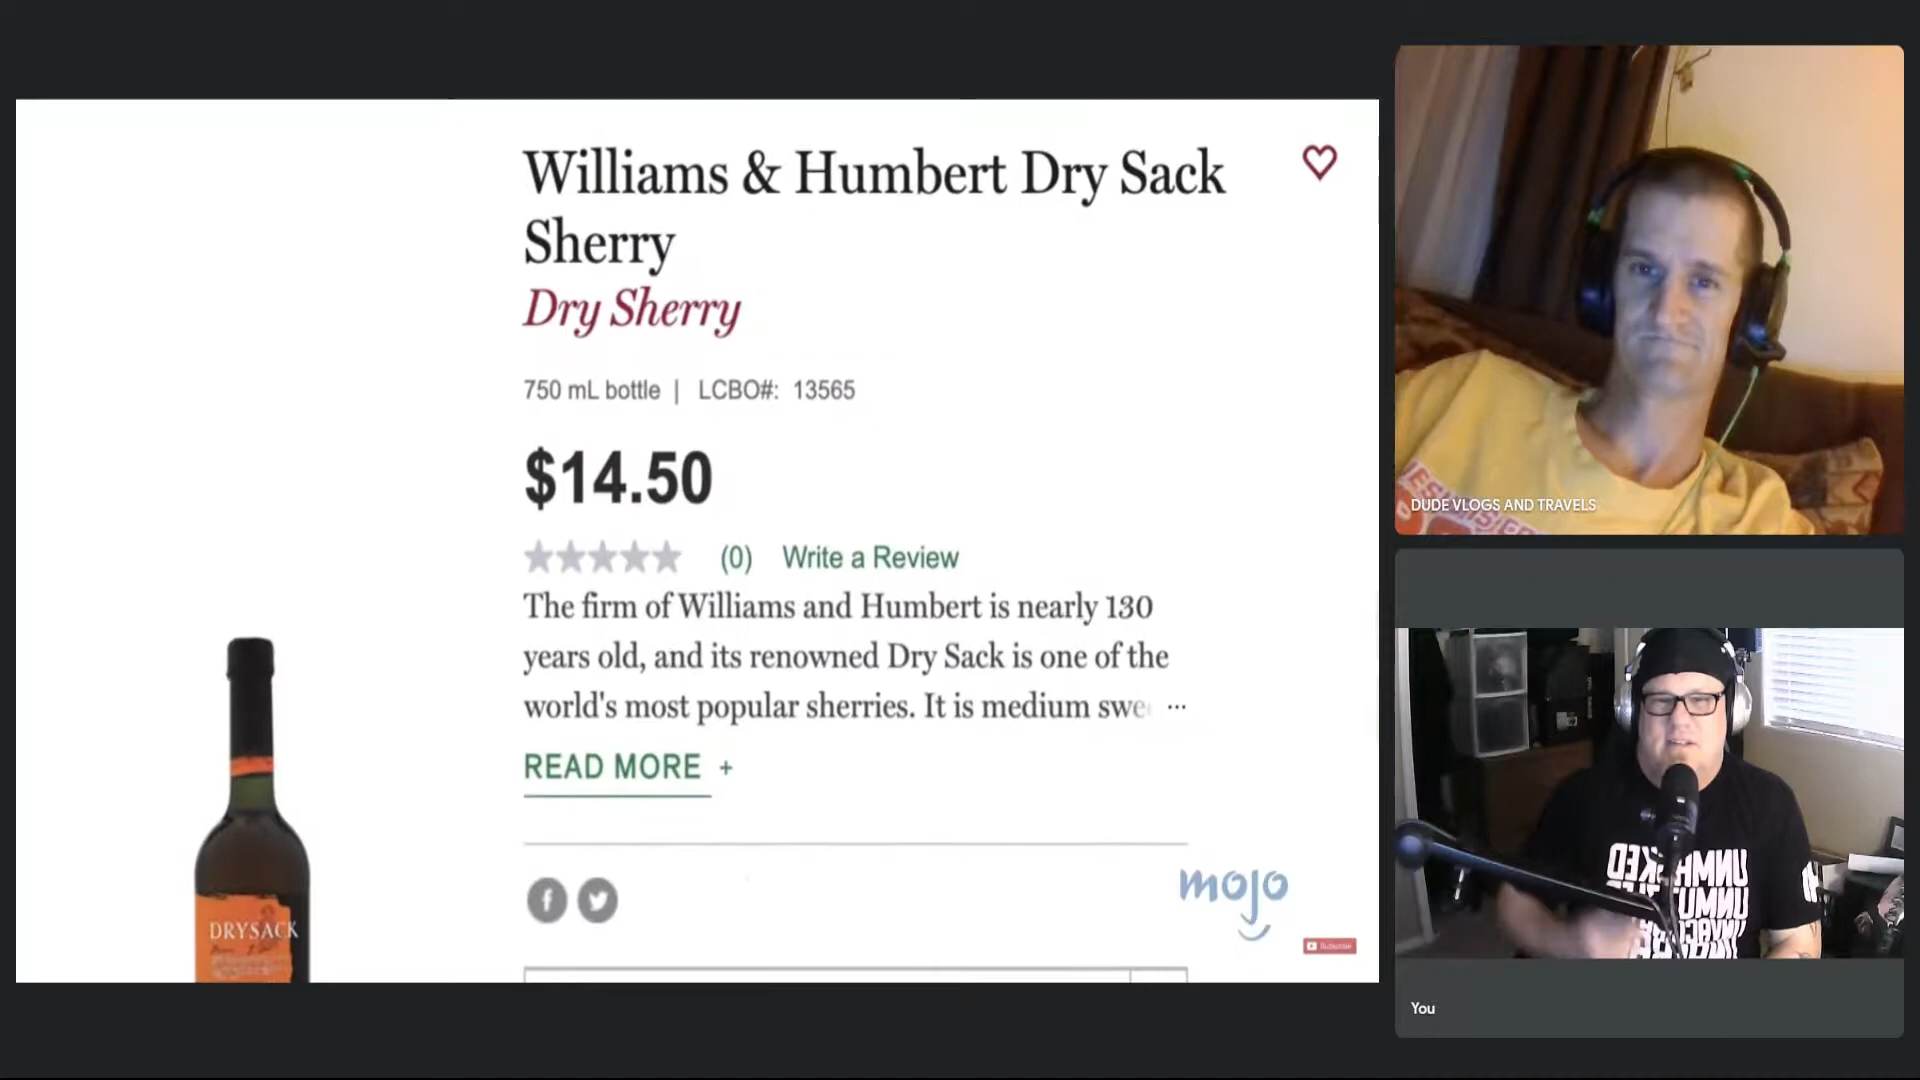 Williams & Humbert Dry Sack
Sherry
Dry Sherry
750 mL bottle | LCBO#: 13565
$14.50
(0) Write a Review
The firm of Williams and Humbert is nearly 130
years old, and its renowned Dry Sack is one of the
world's most popular sherries. It is medium swe ...
READ MORE +
DRYSACK
mojo
Subscribe
DUDE VLOGS AND TRAVELS
You